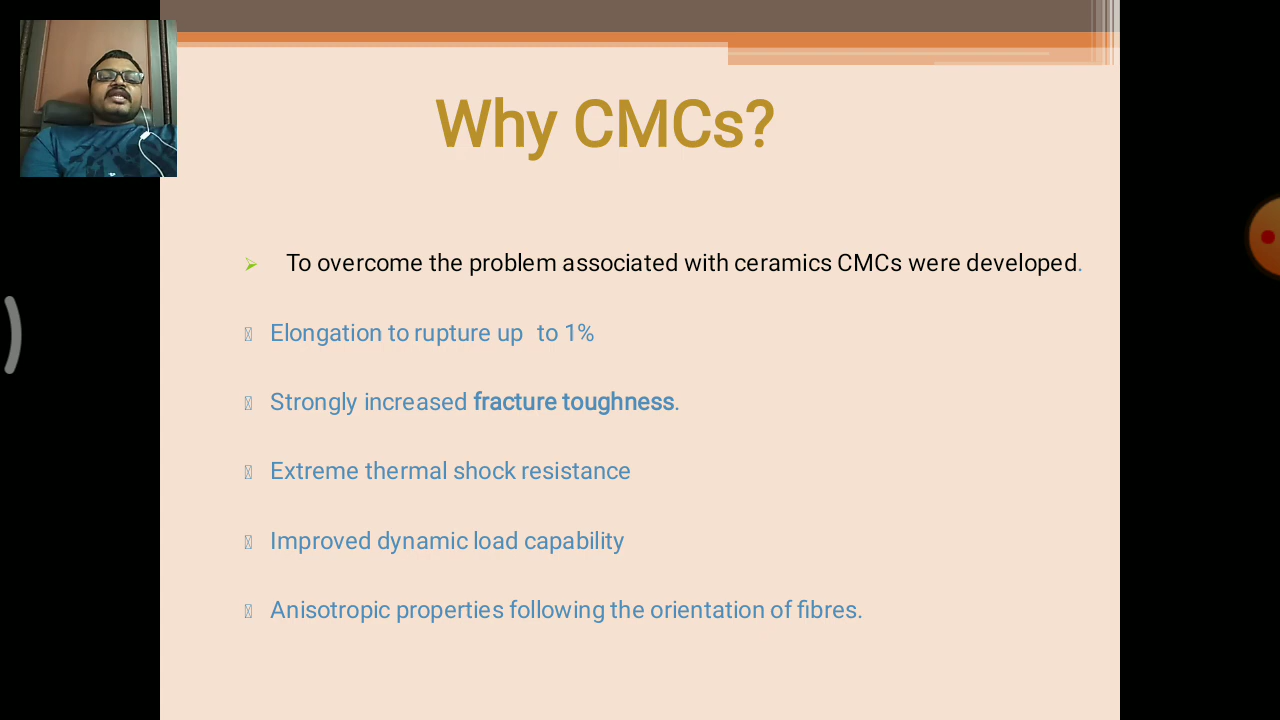 Why CMCs?
To overcome the problem associated with ceramics CMCs were developed.
Elongation to rupture up to 1%
Strongly increased fracture toughness.
Extreme thermal shock resistance
Improved dynamic load capability
Anisotropic properties following the orientation of fibres.